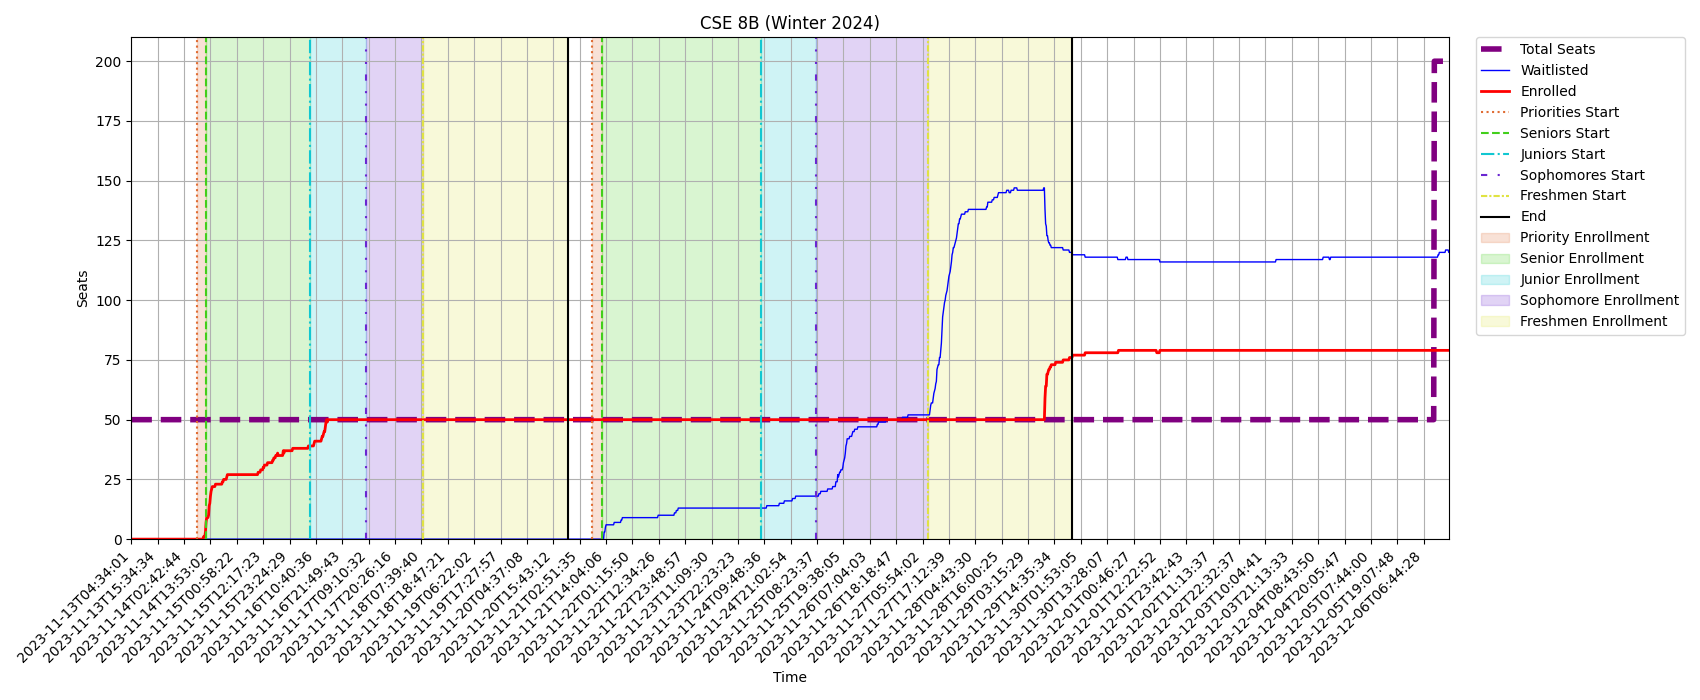 CSE 8B (Winter 2024)
Seats
200
175
150
125
100
75
50
25
0
2023-11-13T04:34:01
2023-11-13T15:34:34
2023-11-14T02:42:44
2023-11-14T13:53:02
2023-11-15T00:58:22
2023-11-15T12:17:23
2023-11-15T23:24:29
2023-11-16T10:40:36
2023-11-16T21:49:43
2023-11-17T09:10:32
2023-11-17T20:26:16
2023-11-18T07:39:40
2023-11-18T18:47:21
2023-11-19T06:22:02
2023-11-19T17:27:57
2023-11-20T04:37:08
2023-11-20T15:43:12
2023-11-21T02:51:35
2023-11-21T14:04:06
2023-11-22T01:15:50
2023-11-22T12:34:26
2023-11-22T23:48:57
2023-11-23T11:09:30
2023-11-23T22:23:23
2023-11-24T09:48:36
2023-11-24T21:02:54
2023-11-25T08:23:37
2023-11-25T19:38:05
2023-11-26T07:04:03
2023-11-26T18:18:47
2023-11-27T05:54:02
2023-11-27T17:12:39
2023-11-28T04:43:30
2023-11-28T16:00:25
2023-11-29T03:15:29
2023-11-29T14:35:34
2023-11-30T01:53:05
2023-11-30T13:28:07
2023-12-01T00:46:27
2023-12-01T12:22:52
2023-12-01T23:42:43
2023-12-02T11:13:37
2023-12-02T22:32:37
2023-12-03T10:04:41
2023-12-03T21:13:33
2023-12-04T08:43:50
2023-12-04T20:05:47
2023-12-05T07:44:00
2023-12-05T19:07:48
2023-12-06T06:44:28
Time
Total Seats
Waitlisted
Enrolled
Priorities Start
Seniors Start
Juniors Start
Sophomores Start
Freshmen Start
End
Priority Enrollment
Senior Enrollment
Junior Enrollment
Sophomore Enrollment
Freshmen Enrollment